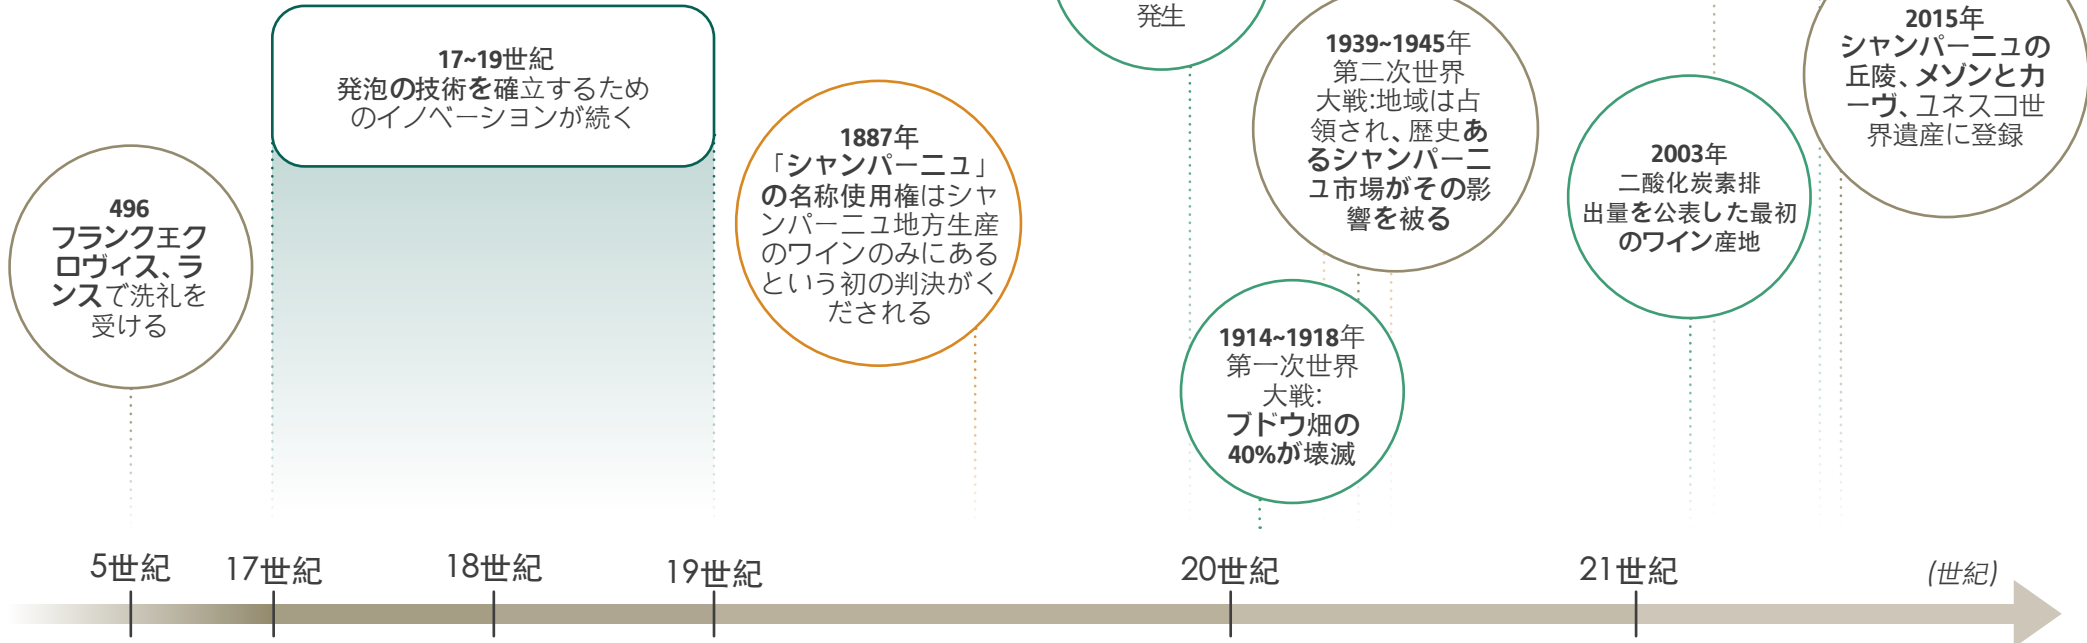 496
フランク王ク
ロヴィス、ラ
ンスで洗礼を
受ける
17~19世紀
発泡の技術を確立するため
のイノベーションが続く
1887年
「シャンパーニュ」
の名称使用権はシャ
ンパーニュ地方生産
のワインのみにある
という初の判決がく
だされる
発生
1914~1918年
第一次世界
大戦:
ブドウ畑の
40%が壊滅
1939~1945年
第二次世界
大戦:地域は占
領され、歴史あ
るシャンパーニ
ュ市場がその影
響を被る
2003年
二酸化炭素排
出量を公表した最初
のワイン産地
2015年
シャンパーニュの
丘陵、メゾンとカ
ーヴ、ユネスコ世
界遺産に登録
5世紀
17世紀
18世紀
19世紀
20世紀
21世紀
(世紀)